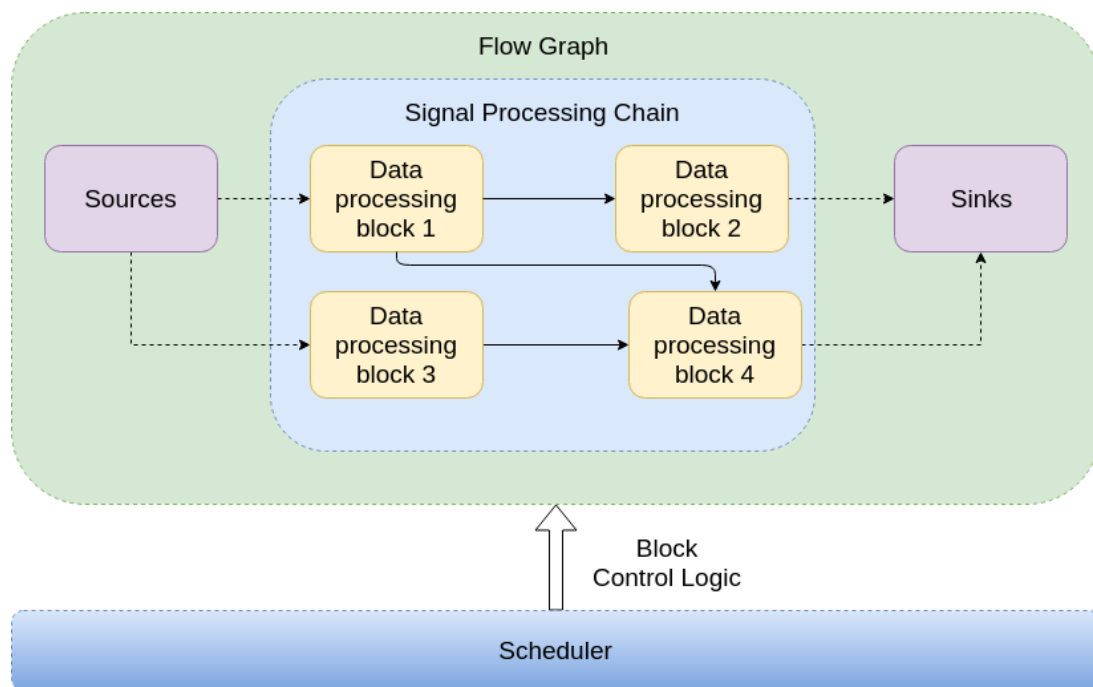 Flow Graph
Signal Processing Chain
Sources
Data
processing
block 1
Data
processing
block 2
Sinks
Data
processing
block 3
Data
processing
block 4
Block
Control Logic
Scheduler